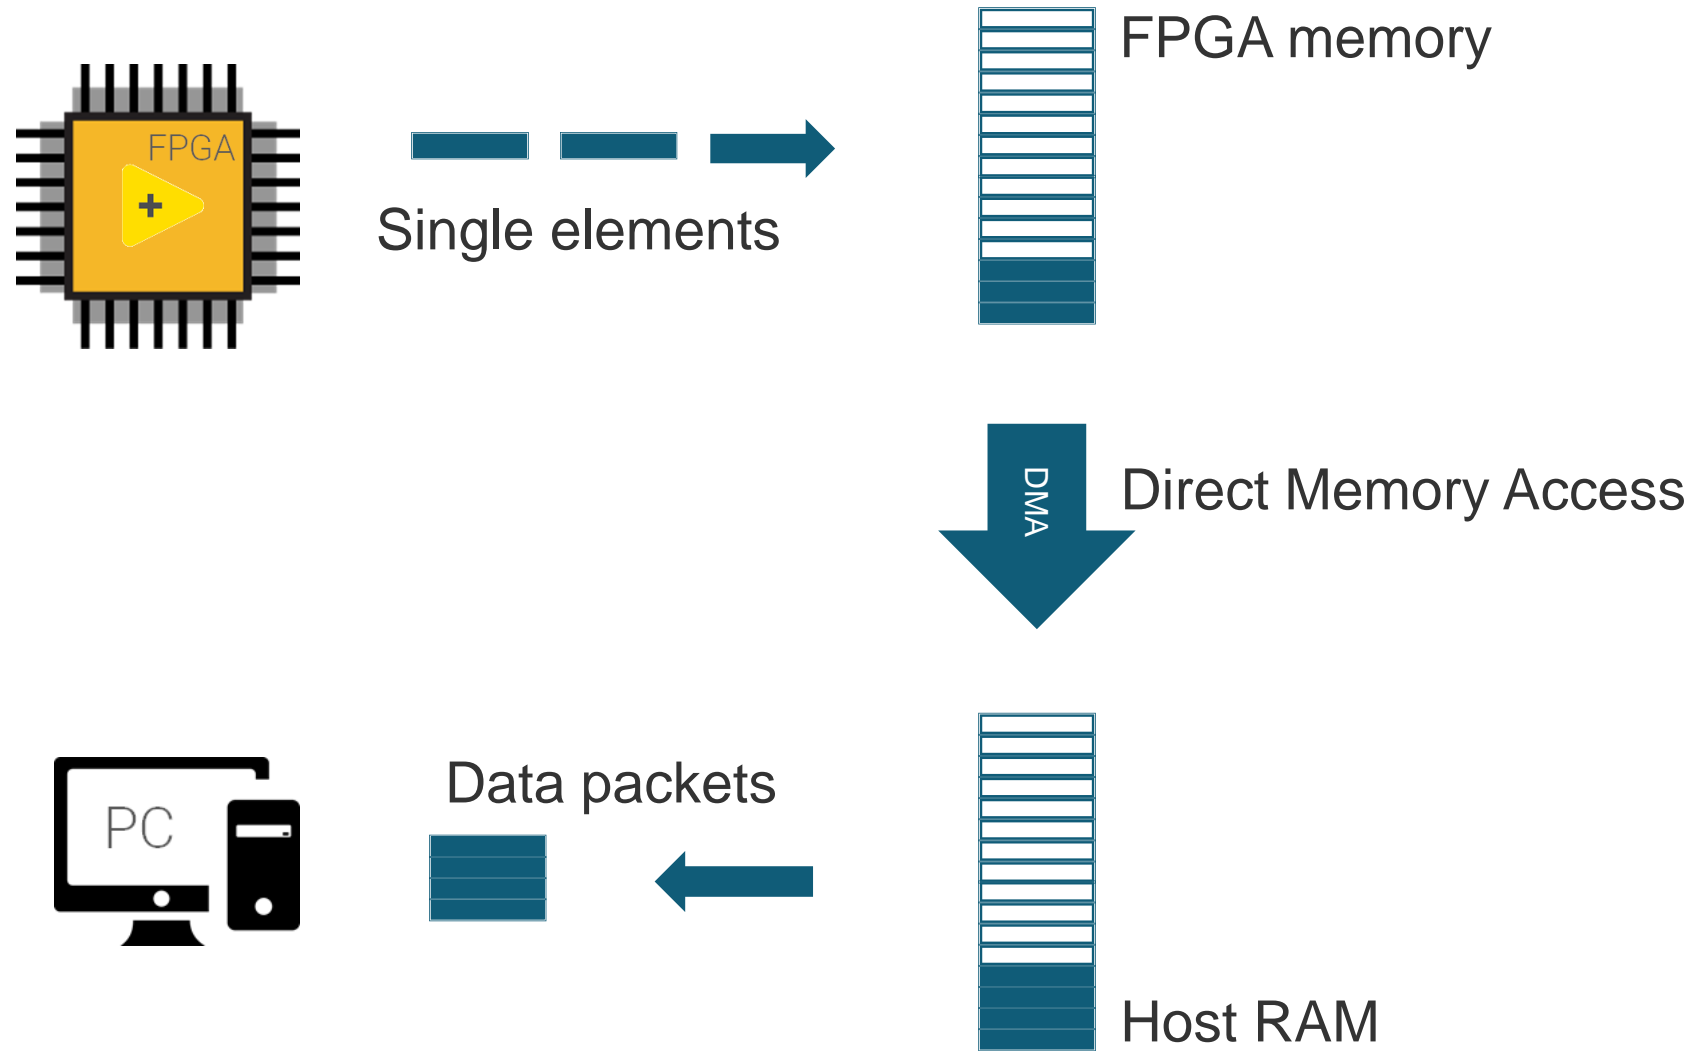 FPGA memory
FPGA
+
Single elements
DMA
Direct Memory Access
Data packets
PC
Host RAM